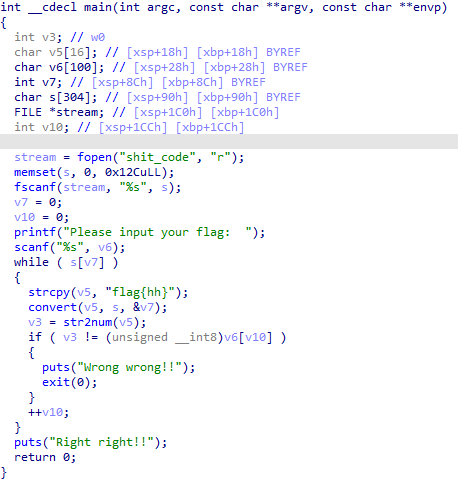 int __cdecl main(int argc, const char **argv, const char **envp)
{
  int v3; // w0
  char v5[16]; // [xsp+18h] [xbp+18h] BYREF
  char v6[100]; // [xsp+28h] [xbp+28h] BYREF
  int v7; // [xsp+8Ch] [xbp+8Ch] BYREF
  char s[304]; // [xsp+90h] [xbp+90h] BYREF
  FILE *stream; // [xsp+1C0h] [xbp+1C0h]
  int v10; // [xsp+1CCh] [xbp+1CCh]

  stream = fopen("shit_code", "r");
  memset(s, 0, 0x12CuLL);
  fscanf(stream, "%s", s);
  v7 = 0;
  v10 = 0;
  printf("Please input your flag:  ");
  scanf("%s", v6);
  while ( s[v7] )
  {
    strcpy(v5, "flag{hh}");
    convert(v5, s, &v7);
    v3 = str2num(v5);
    if ( v3 != (unsigned __int8)v6[v10] )
    {
      puts("Wrong wrong!!");
      exit(0);
    }
    ++v10;
  }
  puts("Right right!!");
  return 0;
}